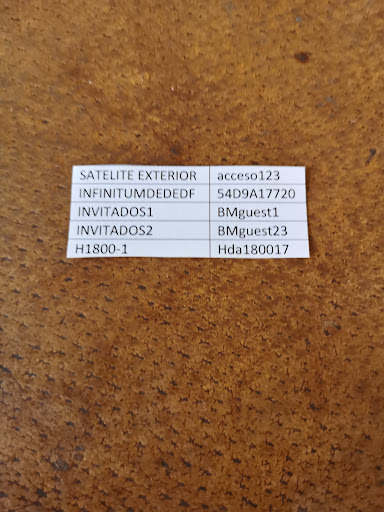 SATELITE EXTERIOR acceso123
INFINITUMDEDEDF 54D9A17720
INVITADOS1 BMguest1
INVITADOS2 BMguest23
H1800-1 Hda180017